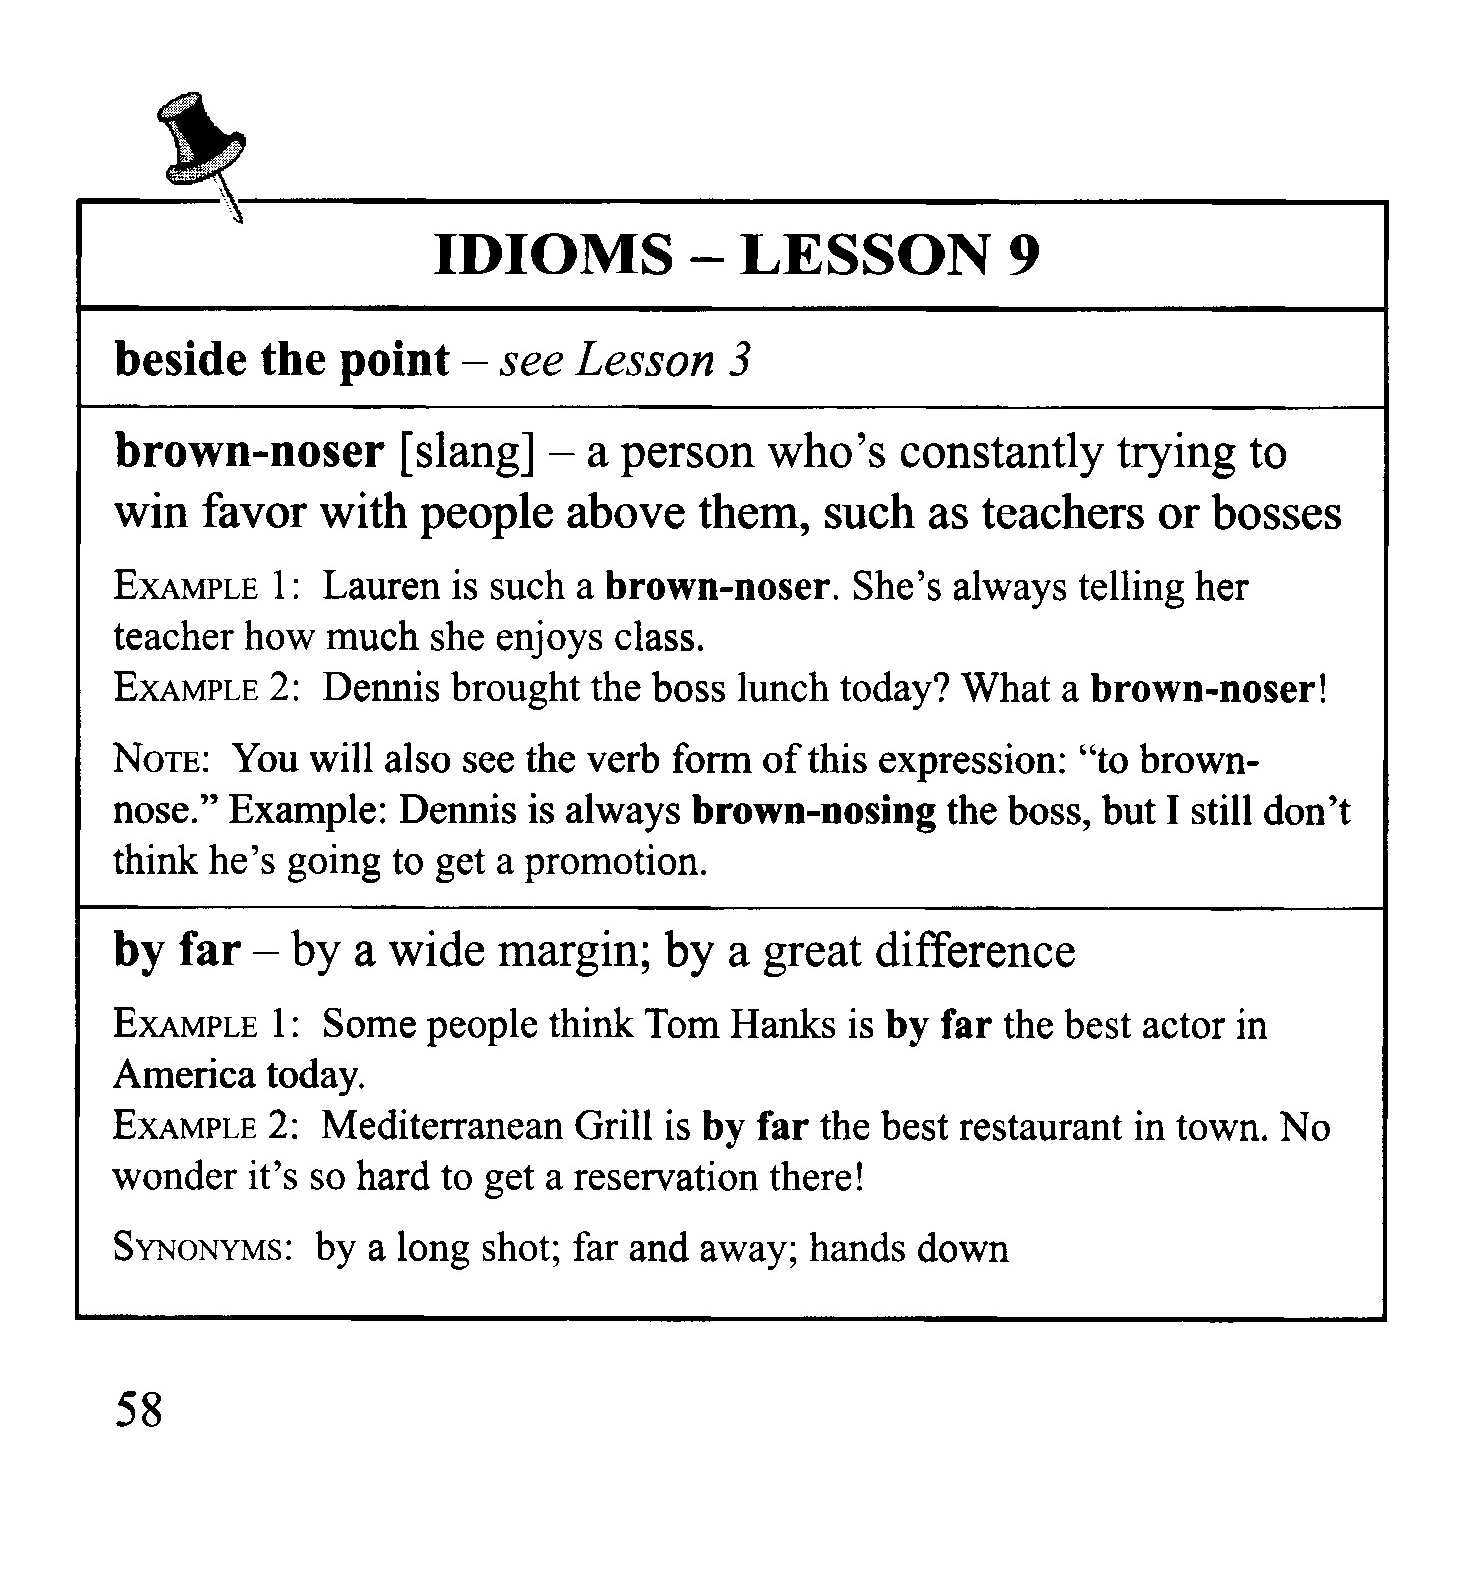 IDIOMS – LESSON 9
beside the point – see Lesson 3
brown-noser [slang] – a person who's constantly trying to
win favor with people above them, such as teachers or bosses
EXAMPLE 1: Lauren is such a brown-noser. She's always telling her
teacher how much she enjoys class.
EXAMPLE 2: Dennis brought the boss lunch today? What a brown-noser!
NOTE: You will also see the verb form of this expression: “to brown-
nose.” Example: Dennis is always brown-nosing the boss, but I still don't
think he's going to get a promotion.
by far – by a wide margin; by a great difference
EXAMPLE 1: Some people think Tom Hanks is by far the best actor in
America today.
EXAMPLE 2: Mediterranean Grill is by far the best restaurant in town. No
wonder it's so hard to get a reservation there!
SYNONYMS: by a long shot; far and away; hands down
58